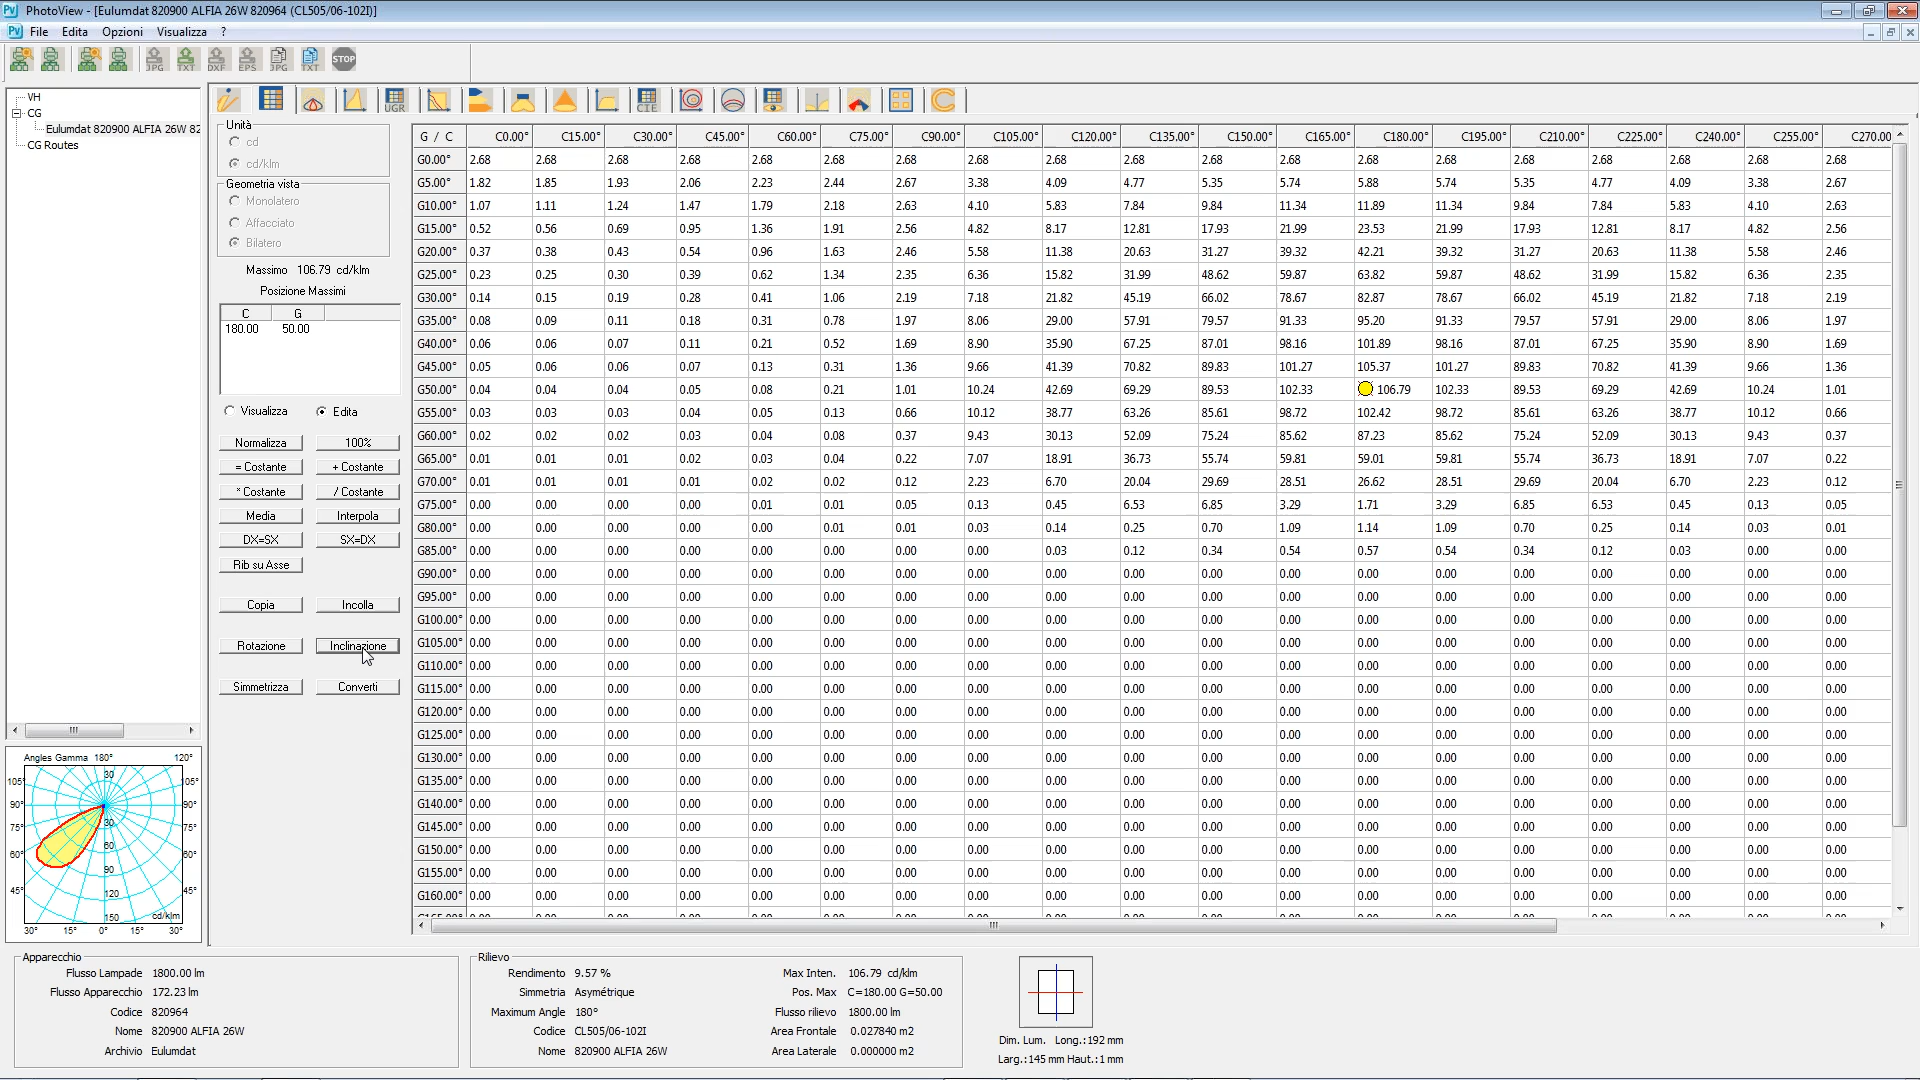 PhotoView - [Eulumdat 820900 ALFIA 26W 820964 (CL505/06-102I)]
File Edita Opzioni Visualizza ?
JPG TXT DXF EPS JPG TXT STOP
VH
CG
Eulumdat 820900 ALFIA 26W 82
CG Routes
UGR CTE
Unità
cd
cd/klm
Geometria vista
Monolatero
Affacciato
Bilatero
Massimo 106.79 cd/klm
Posizione Massimi
C G
180.00 50.00
Visualizza Edita
Normalizza 100%
= Costante + Costante
* Costante / Costante
Media Interpola
DX=SX SX=DX
Rib su Asse
Copia Incolla
Rotazione Inclinazione
Simmetrizza Converti
G / C C0.00° C15.00° C30.00° C45.00° C60.00° C75.00° C90.00° C105.00° C120.00° C135.00° C150.00° C165.00° C180.00° C195.00° C210.00° C225.00° C240.00° C255.00° C270.00
G0.00° 2.68 2.68 2.68 2.68 2.68 2.68 2.68 2.68 2.68 2.68 2.68 2.68 2.68 2.68 2.68 2.68 2.68 2.68 2.68
G5.00° 1.82 1.85 1.93 2.06 2.23 2.44 2.67 3.38 4.09 4.77 5.35 5.74 5.88 5.74 5.35 4.77 4.09 3.38 2.67
G10.00° 1.07 1.11 1.24 1.47 1.79 2.18 2.63 4.10 5.83 7.84 9.84 11.34 11.89 11.34 9.84 7.84 5.83 4.10 2.63
G15.00° 0.52 0.56 0.69 0.95 1.36 1.91 2.56 4.82 8.17 12.81 17.93 21.99 23.53 21.99 17.93 12.81 8.17 4.82 2.56
G20.00° 0.37 0.38 0.43 0.54 0.96 1.63 2.46 5.58 11.38 20.63 31.27 39.32 42.21 39.32 31.27 20.63 11.38 5.58 2.46
G25.00° 0.23 0.25 0.30 0.39 0.62 1.34 2.35 6.36 15.82 31.99 48.62 59.87 63.82 59.87 48.62 31.99 15.82 6.36 2.35
G30.00° 0.14 0.15 0.19 0.28 0.41 1.06 2.19 7.18 21.82 45.19 66.02 78.67 82.87 78.67 66.02 45.19 21.82 7.18 2.19
G35.00° 0.08 0.09 0.11 0.18 0.31 0.78 1.97 8.06 29.00 57.91 79.57 91.33 95.20 91.33 79.57 57.91 29.00 8.06 1.97
G40.00° 0.06 0.06 0.07 0.11 0.21 0.52 1.69 8.90 35.90 67.25 87.01 98.16 101.89 98.16 87.01 67.25 35.90 8.90 1.69
G45.00° 0.05 0.06 0.06 0.07 0.13 0.31 1.36 9.66 41.39 70.82 89.83 101.27 105.37 101.27 89.83 70.82 41.39 9.66 1.36
G50.00° 0.04 0.04 0.04 0.05 0.08 0.21 1.01 10.24 42.69 69.29 89.53 102.33 106.79 102.33 89.53 69.29 42.69 10.24 1.01
G55.00° 0.03 0.03 0.03 0.04 0.05 0.13 0.66 10.12 38.77 63.26 85.61 98.72 102.42 98.72 85.61 63.26 38.77 10.12 0.66
G60.00° 0.02 0.02 0.02 0.03 0.04 0.08 0.37 9.43 30.13 52.09 75.24 85.62 87.23 85.62 75.24 52.09 30.13 9.43 0.37
G65.00° 0.01 0.01 0.01 0.02 0.03 0.04 0.22 7.07 18.91 36.73 55.74 59.81 59.01 59.81 55.74 36.73 18.91 7.07 0.22
G70.00° 0.01 0.01 0.01 0.01 0.02 0.02 0.12 2.23 6.70 20.04 29.69 28.51 26.62 28.51 29.69 20.04 6.70 2.23 0.12
G75.00° 0.00 0.00 0.00 0.00 0.01 0.01 0.05 0.13 0.45 6.53 6.85 3.29 1.71 3.29 6.85 6.53 0.45 0.13 0.05
G80.00° 0.00 0.00 0.00 0.00 0.00 0.01 0.01 0.03 0.14 0.25 0.70 1.09 1.14 1.09 0.70 0.25 0.14 0.03 0.01
G85.00° 0.00 0.00 0.00 0.00 0.00 0.00 0.00 0.00 0.03 0.12 0.34 0.54 0.57 0.54 0.34 0.12 0.03 0.00 0.00
G90.00° 0.00 0.00 0.00 0.00 0.00 0.00 0.00 0.00 0.00 0.00 0.00 0.00 0.00 0.00 0.00 0.00 0.00 0.00 0.00
G95.00° 0.00 0.00 0.00 0.00 0.00 0.00 0.00 0.00 0.00 0.00 0.00 0.00 0.00 0.00 0.00 0.00 0.00 0.00 0.00
G100.00° 0.00 0.00 0.00 0.00 0.00 0.00 0.00 0.00 0.00 0.00 0.00 0.00 0.00 0.00 0.00 0.00 0.00 0.00 0.00
G105.00° 0.00 0.00 0.00 0.00 0.00 0.00 0.00 0.00 0.00 0.00 0.00 0.00 0.00 0.00 0.00 0.00 0.00 0.00 0.00
G110.00° 0.00 0.00 0.00 0.00 0.00 0.00 0.00 0.00 0.00 0.00 0.00 0.00 0.00 0.00 0.00 0.00 0.00 0.00 0.00
G115.00° 0.00 0.00 0.00 0.00 0.00 0.00 0.00 0.00 0.00 0.00 0.00 0.00 0.00 0.00 0.00 0.00 0.00 0.00 0.00
G120.00° 0.00 0.00 0.00 0.00 0.00 0.00 0.00 0.00 0.00 0.00 0.00 0.00 0.00 0.00 0.00 0.00 0.00 0.00 0.00
G125.00° 0.00 0.00 0.00 0.00 0.00 0.00 0.00 0.00 0.00 0.00 0.00 0.00 0.00 0.00 0.00 0.00 0.00 0.00 0.00
G130.00° 0.00 0.00 0.00 0.00 0.00 0.00 0.00 0.00 0.00 0.00 0.00 0.00 0.00 0.00 0.00 0.00 0.00 0.00 0.00
G135.00° 0.00 0.00 0.00 0.00 0.00 0.00 0.00 0.00 0.00 0.00 0.00 0.00 0.00 0.00 0.00 0.00 0.00 0.00 0.00
G140.00° 0.00 0.00 0.00 0.00 0.00 0.00 0.00 0.00 0.00 0.00 0.00 0.00 0.00 0.00 0.00 0.00 0.00 0.00 0.00
G145.00° 0.00 0.00 0.00 0.00 0.00 0.00 0.00 0.00 0.00 0.00 0.00 0.00 0.00 0.00 0.00 0.00 0.00 0.00 0.00
G150.00° 0.00 0.00 0.00 0.00 0.00 0.00 0.00 0.00 0.00 0.00 0.00 0.00 0.00 0.00 0.00 0.00 0.00 0.00 0.00
G155.00° 0.00 0.00 0.00 0.00 0.00 0.00 0.00 0.00 0.00 0.00 0.00 0.00 0.00 0.00 0.00 0.00 0.00 0.00 0.00
G160.00° 0.00 0.00 0.00 0.00 0.00 0.00 0.00 0.00 0.00 0.00 0.00 0.00 0.00 0.00 0.00 0.00 0.00 0.00 0.00
Angles Gamma 180° 120°
30
105° 105°
90° 90°
30
75° 75°
60
60° 60°
90
45° 120 45°
150 cd/klm
30° 15° 0° 15° 30°
Apparecchio
Flusso Lampade 1800.00 lm
Flusso Apparecchio 172.23 lm
Codice 820964
Nome 820900 ALFIA 26W
Archivio Eulumdat
Rilievo
Rendimento 9.57 % Max Inten. 106.79 cd/klm
Simmetria Asymétrique Pos. Max C=180.00 G=50.00
Maximum Angle 180° Flusso rilievo 1800.00 lm
Codice CL505/06-102I Area Frontale 0.027840 m2
Nome 820900 ALFIA 26W Area Laterale 0.000000 m2
Dim. Lum. Long.:192 mm
Larg.:145 mm Haut.:1 mm